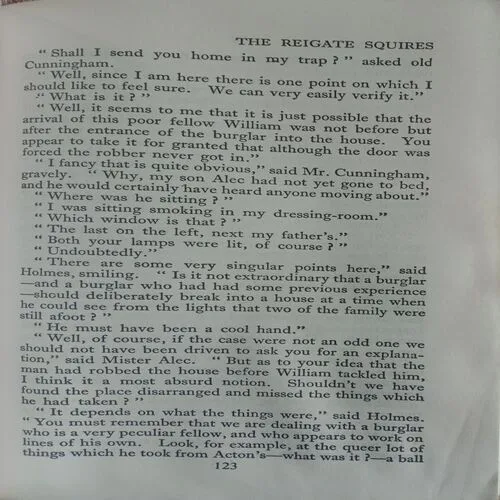 THE REIGATE SQUIRES
“ Shall I send you home in my trap ? ” asked old
Cunningham.
“ Well, since I am here there is one point on which I
should like to feel sure. We can very easily verify it.”
“ What is it ? ”
“ Well, it seems to me that it is just possible that the
arrival of this poor fellow William was not before but
after the entrance of the burglar into the house. You
appear to take it for granted that although the door was
forced the robber never got in.”
“ I fancy that is quite obvious,” said Mr. Cunningham,
gravely. “ Why, my son Alec had not yet gone to bed,
and he would certainly have heard anyone moving about.”
“ Where was he sitting ? ”
“ I was sitting smoking in my dressing-room.”
“ Which window is that ? ”
“ The last on the left, next my father’s.”
“ Both your lamps were lit, of course ? ”
“ Undoubtedly.”
“ There are some very singular points here,” said
Holmes, smiling. “ Is it not extraordinary that a burglar
—and a burglar who had had some previous experience
—should deliberately break into a house at a time when
he could see from the lights that two of the family were
still afoot ? ”
“ He must have been a cool hand.”
“ Well, of course, if the case were not an odd one we
should not have been driven to ask you for an explana-
tion,” said Mister Alec. “ But as to your idea that the
man had robbed the house before William tackled him,
I think it a most absurd notion. Shouldn’t we have
found the place disarranged and missed the things which
he had taken ? ”
“ It depends on what the things were,” said Holmes.
“ You must remember that we are dealing with a burglar
who is a very peculiar fellow, and who appears to work on
lines of his own. Look, for example, at the queer lot of
things which he took from Acton’s—what was it ?—a ball
123